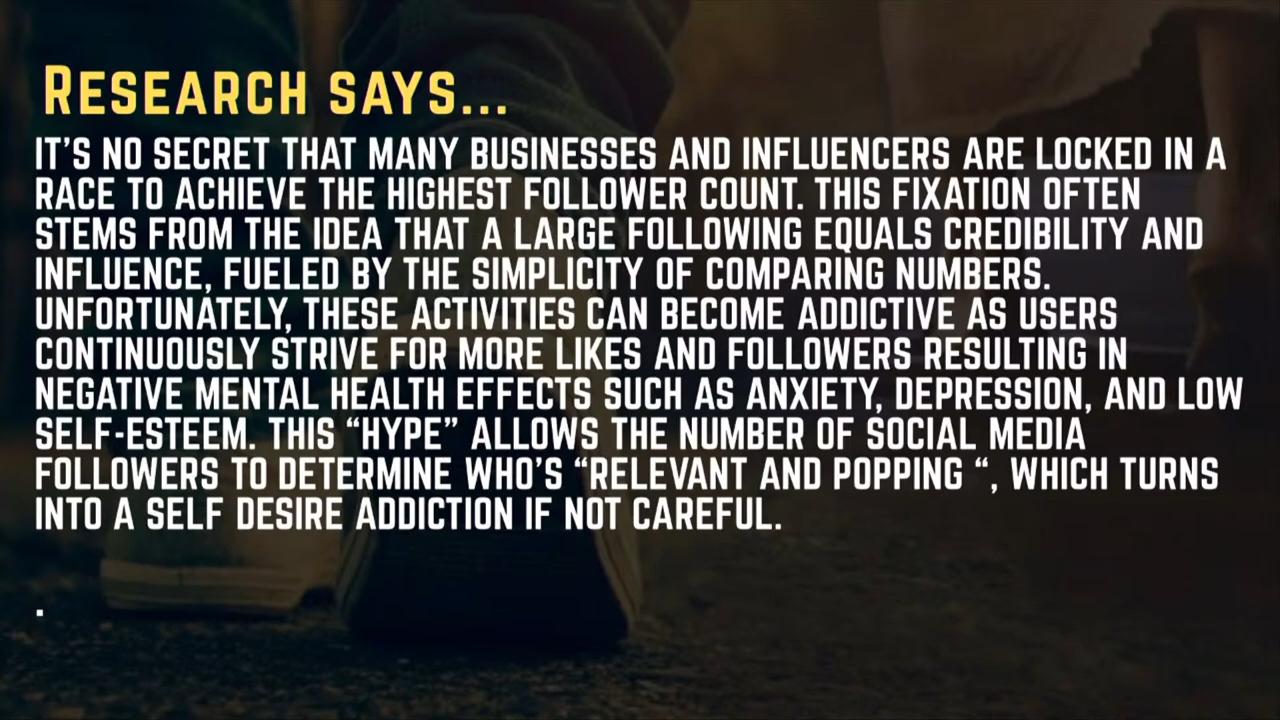 RESEARCH SAYS...
IT'S NO SECRET THAT MANY BUSINESSES AND INFLUENCERS ARE LOCKED IN A
RACE TO ACHIEVE THE HIGHEST FOLLOWER COUNT. THIS FIXATION OFTEN
STEMS FROM THE IDEA THAT A LARGE FOLLOWING EQUALS CREDIBILITY AND
INFLUENCE, FUELED BY THE SIMPLICITY OF COMPARING NUMBERS.
UNFORTUNATELY, THESE ACTIVITIES CAN BECOME ADDICTIVE AS USERS
CONTINUOUSLY STRIVE FOR MORE LIKES AND FOLLOWERS RESULTING IN
NEGATIVE MENTAL HEALTH EFFECTS SUCH AS ANXIETY, DEPRESSION, AND LOW
SELF-ESTEEM. THIS “HYPE” ALLOWS THE NUMBER OF SOCIAL MEDIA
FOLLOWERS TO DETERMINE WHO'S “RELEVANT AND POPPING “, WHICH TURNS
INTO A SELF DESIRE ADDICTION IF NOT CAREFUL.
.